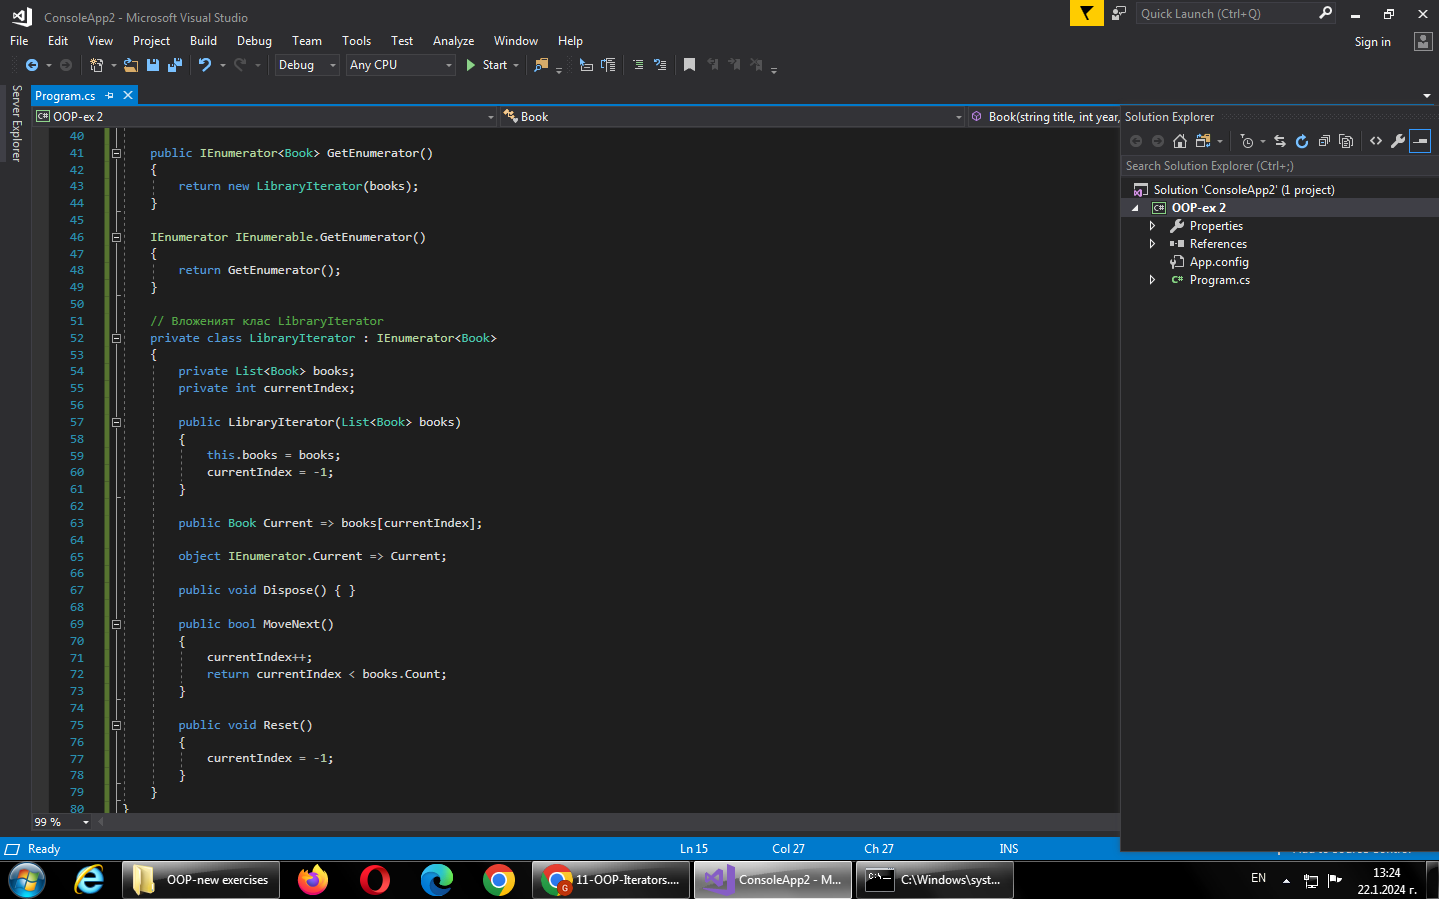 ConsoleApp2 - Microsoft Visual Studio
Quick Launch (Ctrl+Q)
File Edit View Project Build Debug Team Tools Test Analyze Window Help
Sign in
Debug Any CPU Start
Server Explorer
Program.cs
C# OOP-ex 2
Book
Book(string title, int year,
40
41 public IEnumerator<Book> GetEnumerator()
42 {
43 return new LibraryIterator(books);
44 }
45
46 IEnumerator IEnumerable.GetEnumerator()
47 {
48 return GetEnumerator();
49 }
50
51 // Вложеният клас LibraryIterator
52 private class LibraryIterator : IEnumerator<Book>
53 {
54 private List<Book> books;
55 private int currentIndex;
56
57 public LibraryIterator(List<Book> books)
58 {
59 this.books = books;
60 currentIndex = -1;
61 }
62
63 public Book Current => books[currentIndex];
64
65 object IEnumerator.Current => Current;
66
67 public void Dispose() { }
68
69 public bool MoveNext()
70 {
71 currentIndex++;
72 return currentIndex < books.Count;
73 }
74
75 public void Reset()
76 {
77 currentIndex = -1;
78 }
79 }
80 }
99 %
Solution Explorer
Search Solution Explorer (Ctrl+;)
Solution 'ConsoleApp2' (1 project)
C# OOP-ex 2
Properties
References
App.config
C# Program.cs
Ready
Ln 15
Col 27
Ch 27
INS
OOP-new exercises
G
11-OOP-Iterators....
ConsoleApp2 - M...
C:\Windows\syst...
EN
13:24
22.1.2024 г.